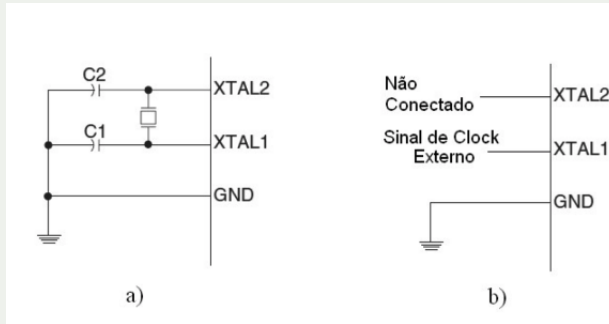 C2
XTAL2
C1
XTAL1
GND
a)
Não
Conectado
XTAL2
Sinal de Clock
Externo
XTAL1
GND
b)